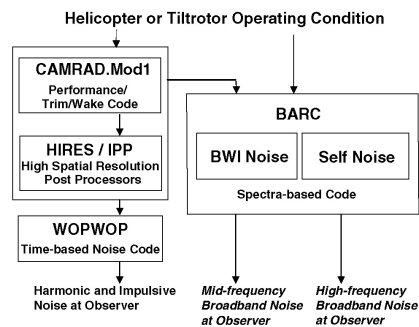 Helicopter or Tiltrotor Operating Condition
CAMRAD.Mod1
Performance/
Trim/Wake Code
HIRES / IPP
High Spatial Resolution
Post Processors
WOPWOP
Time-based Noise Code
Harmonic and Impulsive
Noise at Observer
BARC
BWI Noise
Self Noise
Spectra-based Code
Mid-frequency
Broadband Noise
at Observer
High-frequency
Broadband Noise
at Observer